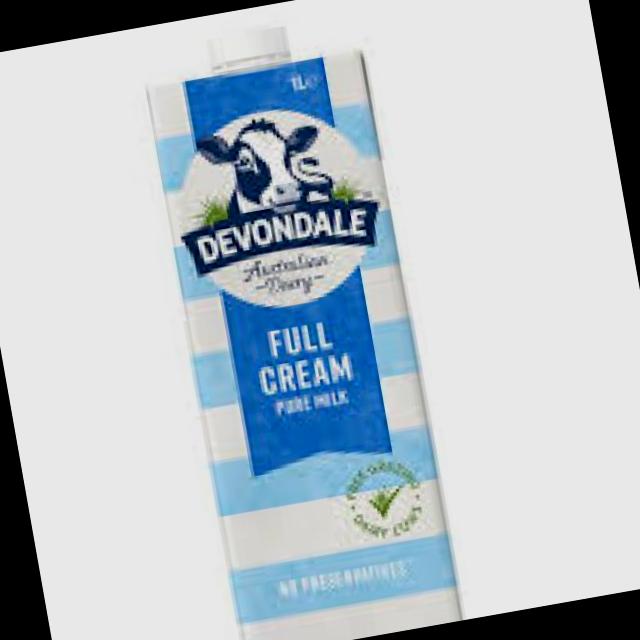 1L
DEVONDALE
Australian
Dairy
FULL
CREAM
PURE MILK
NO PRESERVATIVES